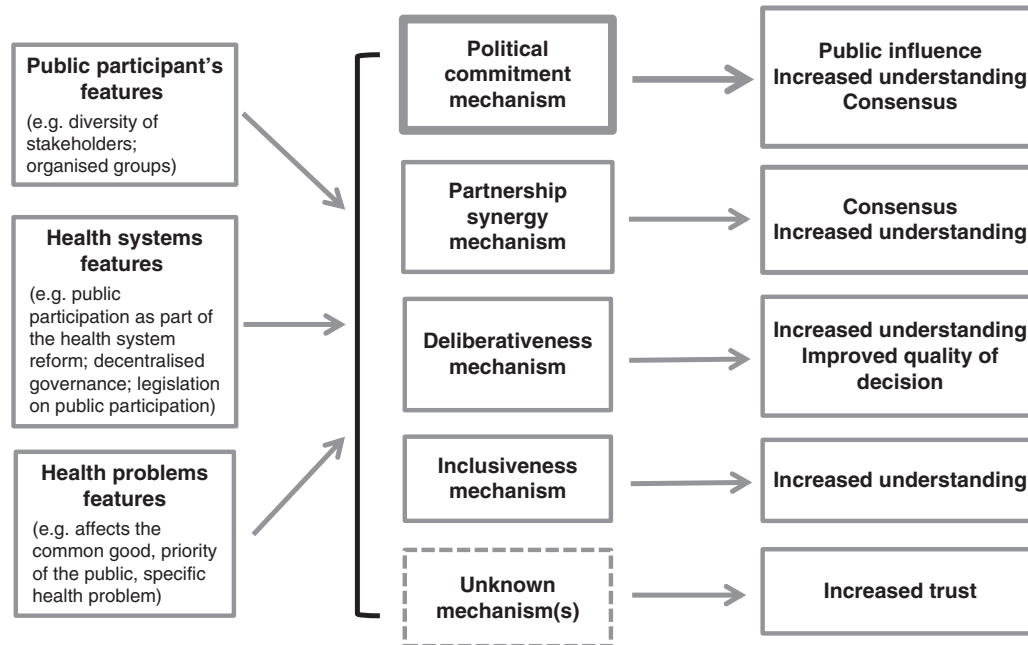 Public participant's
features
(e.g. diversity of
stakeholders;
organised groups)
Health systems
features
(e.g. public
participation as part of
the health system
reform; decentralised
governance; legislation
on public participation)
Health problems
features
(e.g. affects the
common good, priority
of the public, specific
health problem)
Political
commitment
mechanism
Partnership
synergy
mechanism
Deliberativeness
mechanism
Inclusiveness
mechanism
Unknown
mechanism(s)
Public influence
Increased understanding
Consensus
Consensus
Increased understanding
Increased understanding
Improved quality of
decision
Increased understanding
Increased trust